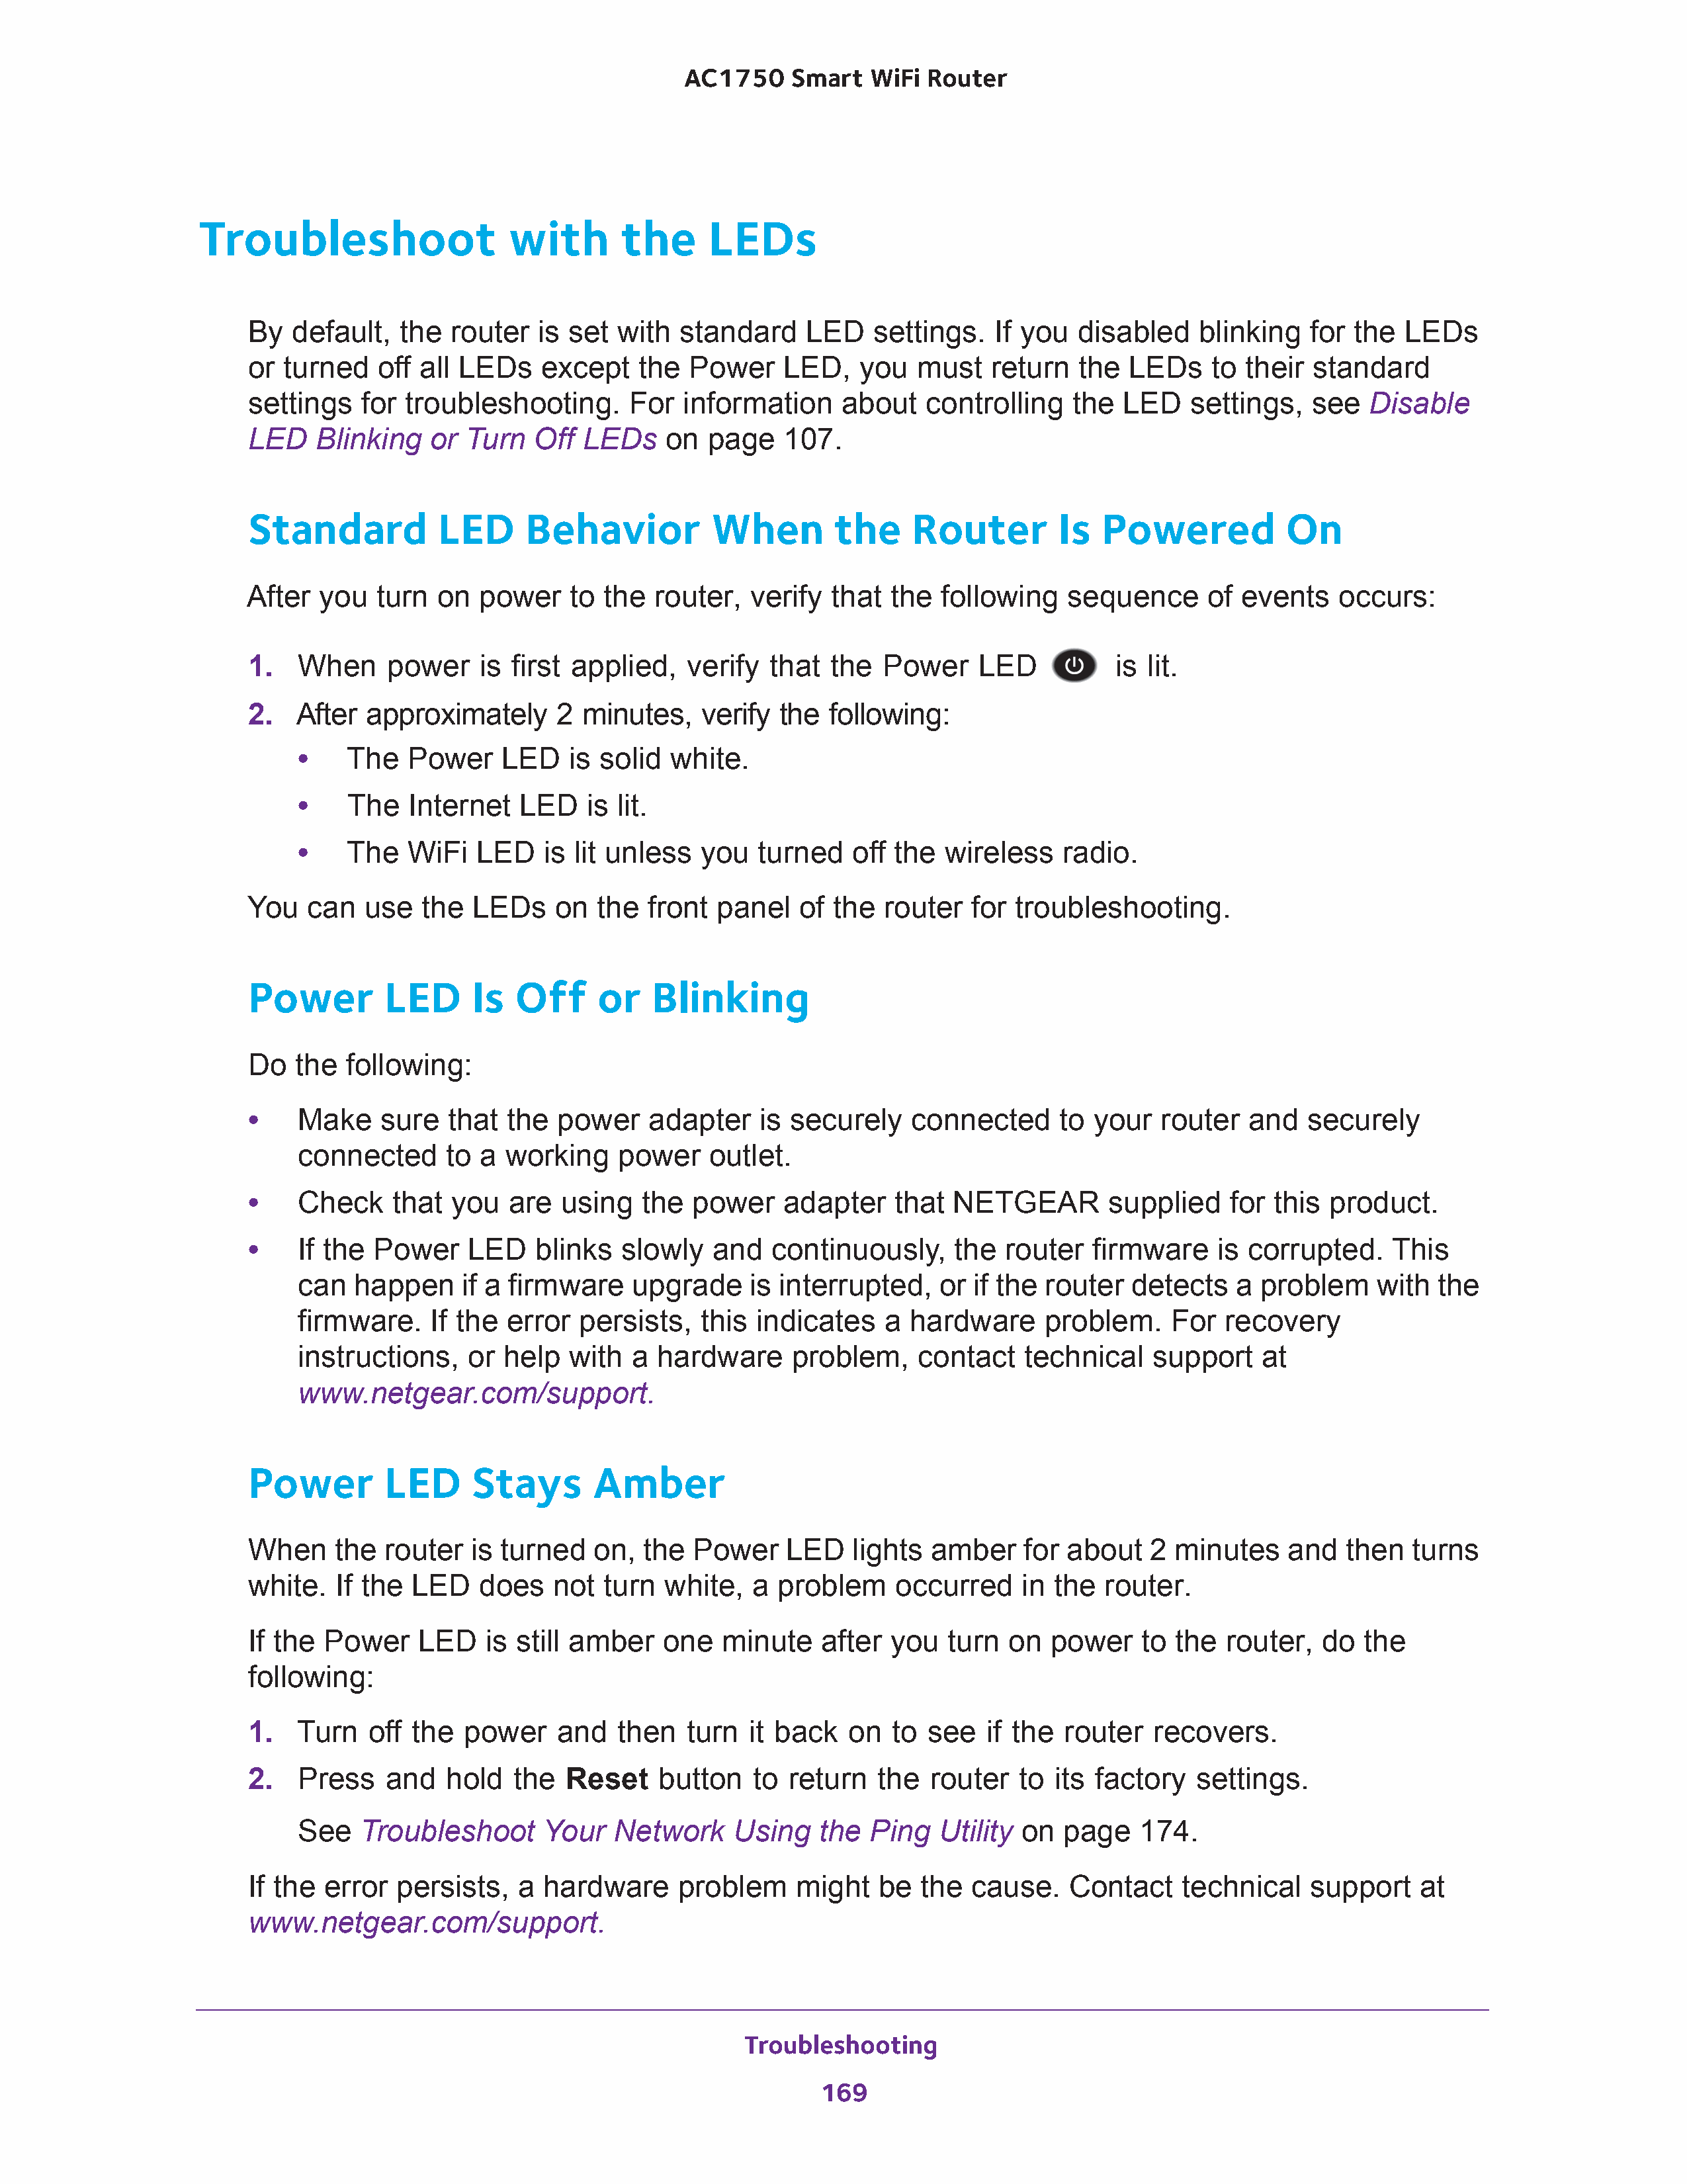 AC1750 Smart WiFi Router
Troubleshoot with the LEDs
By default, the router is set with standard LED settings. If you disabled blinking for the LEDs
or turned off all LEDs except the Power LED, you must return the LEDs to their standard
settings for troubleshooting. For information about controlling the LED settings, see Disable
LED Blinking or Turn Off LEDs on page 107.
Standard LED Behavior When the Router Is Powered On
After you turn on power to the router, verify that the following sequence of events occurs:
1. When power is first applied, verify that the Power LED is lit.
2. After approximately 2 minutes, verify the following:
• The Power LED is solid white.
• The Internet LED is lit.
• The WiFi LED is lit unless you turned off the wireless radio.
You can use the LEDs on the front panel of the router for troubleshooting.
Power LED Is Off or Blinking
Do the following:
• Make sure that the power adapter is securely connected to your router and securely
connected to a working power outlet.
• Check that you are using the power adapter that NETGEAR supplied for this product.
• If the Power LED blinks slowly and continuously, the router firmware is corrupted. This
can happen if a firmware upgrade is interrupted, or if the router detects a problem with the
firmware. If the error persists, this indicates a hardware problem. For recovery
instructions, or help with a hardware problem, contact technical support at
www.netgear.com/support.
Power LED Stays Amber
When the router is turned on, the Power LED lights amber for about 2 minutes and then turns
white. If the LED does not turn white, a problem occurred in the router.
If the Power LED is still amber one minute after you turn on power to the router, do the
following:
1. Turn off the power and then turn it back on to see if the router recovers.
2. Press and hold the Reset button to return the router to its factory settings.
See Troubleshoot Your Network Using the Ping Utility on page 174.
If the error persists, a hardware problem might be the cause. Contact technical support at
www.netgear.com/support.
Troubleshooting
169